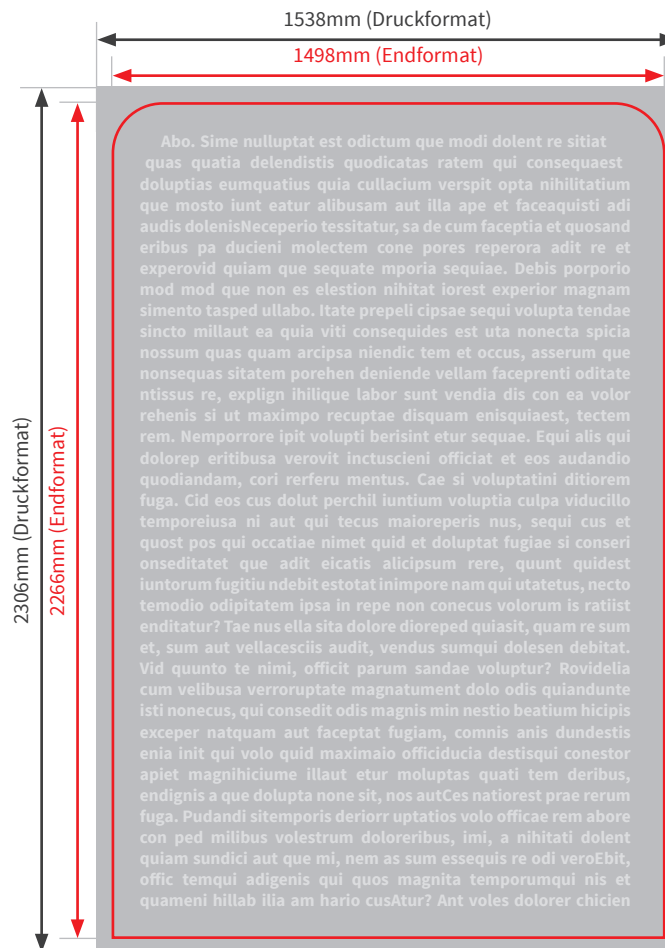 1538mm (Druckformat)
1498mm (Endformat)
2306mm (Druckformat)
2266mm (Endformat)
Abo. Sime nulluptat est odictum que modi dolent re sitiat
quas quatia delendistis quodicatas ratem qui consequaest
doluptias eumquatius quia cullacium verspit opta nihilitatium
que mosto iunt eatur alibusam aut illa ape et faceaquisti adi
audis dolenisNeceperio tessitatur, sa de cum faceptia et quosand
eribus pa ducieni molectem cone pores reperora adit re et
experovid quiam que sequate mporia sequiae. Debis porporio
mod mod que non es elestion nihitat iorest experior magnam
simento tasped ullabo. Itate prepeli cipsae sequi volupta tendae
sincto millaut ea quia viti consequides est uta nonecta spicia
nossum quas quam arcipsa niendic tem et occus, asserum que
nonsequas sitatem porehen deniende vellam faceprenti oditate
ntissus re, explign ihilique labor sunt vendia dis con ea volor
rehenis si ut maximpo recuptae disquam enisquiaest, tectem
rem. Nemporrore ipit volupti berisint etur sequae. Equi alis qui
dolorep eritibusa verovit inctuscieni officiat et eos audandio
quodiandam, cori rerferu mentus. Cae si voluptatini ditiorem
fuga. Cid eos cus dolut perchil iuntium volupta culpa viducillo
temporeiusa ni aut qui tecus maioreperis aus, sequi cus et
quost pos qui occatiae nimet quid et doluptat fugiae si conseri
onseditatet que adit eicatis alicipsum rere, qunt quidest
iuntorum fugitiu ndebit estotat inimpore nam qui utatetus, necto
temodio odipitatem ipsa in repe non conecus volorum is ratiist
enditatur? Tae nus ella sita dolore dioreped quiasit, quam re sum
et, sum aut vellacesciis audit, vendus sumqui dolesen debitat.
Vid quunto te nimi, officit parum sandae voluptur? Rovidelia
cum velibusa verroruptate magnatument dolo odis quiandunte
isti nonecus, qui consedit odis magnis min nestio beatium hicipis
exceper natquam aut faceptat fugiam, comnis anis dundestis
enia init qui volo quid maximaio officiducia destisqui conestor
apiet magnihiciume illaut etur moluptas quati tem deribus,
endignis a que dolupta none sit, nos autCes natiorest prae rerum
fuga. Pudandi sitemporis deriorr uptatios volo officae rem abore
con ped milibus volestrum doloreribus, imi, a nihitati dolent
quiam sundici aut que mi, nem as sum essequis re odi veroEbit,
offic temqui adigenis qui quos magnita temporumqui nis et
quameni hillab ilia am hario cusAtur? Ant voles dolorer chicien